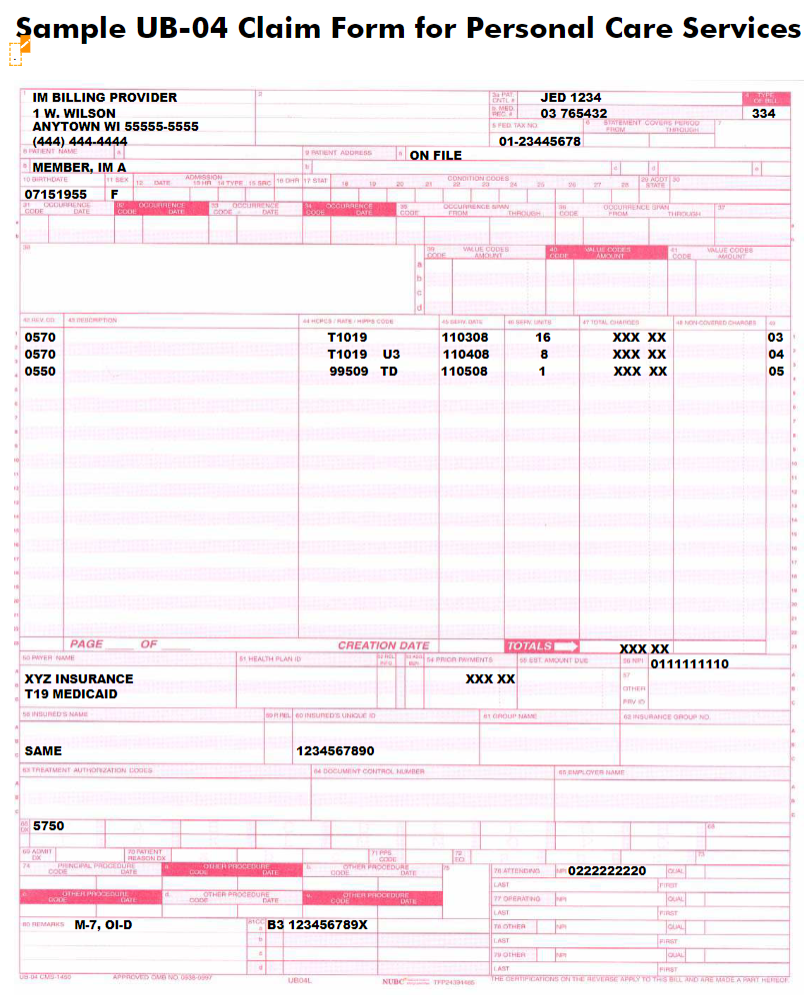 Sample UB-04 Claim Form for Personal Care Services
1 IM BILLING PROVIDER
1 W. WILSON
ANYTOWN WI 55555-5555
(444) 444-4444
2
3a PAT. CNTL # JED 1234
b. MED. REC. # 03 765432
4 TYPE OF BILL
334
5 FED. TAX NO.
01-23445678
6 STATEMENT COVERS PERIOD
FROM THROUGH
7
8 PATIENT NAME a
MEMBER, IM A
9 PATIENT ADDRESS a ON FILE
b c d e
10 BIRTHDATE 11 SEX 12 DATE ADMISSION 13 HR 14 TYPE 15 SRC 16 DHR 17 STAT
CONDITION CODES
18 19 20 21 22 23 24 25 26 27 28
29 ACDT STATE 30
07151955 F
31 OCCURRENCE CODE DATE
32 OCCURRENCE CODE DATE
33 OCCURRENCE CODE DATE
34 OCCURRENCE CODE DATE
35 OCCURRENCE SPAN CODE FROM THROUGH
36 OCCURRENCE SPAN CODE FROM THROUGH
37
38
39 CODE VALUE CODES AMOUNT
40 CODE VALUE CODES AMOUNT
41 CODE VALUE CODES AMOUNT
a
b
c
d
42 REV. CD. 43 DESCRIPTION 44 HCPCS / RATE / HIPPS CODE 45 SERV. DATE 46 SERV. UNITS 47 TOTAL CHARGES 48 NON-COVERED CHARGES 49
0570 T1019 110308 16 XXX XX 03
0570 T1019 U3 110408 8 XXX XX 04
0550 99509 TD 110508 1 XXX XX 05
PAGE ____ OF ____ CREATION DATE TOTALS XXX XX
50 PAYER NAME 51 HEALTH PLAN ID 54 PRIOR PAYMENTS 55 EST. AMOUNT DUE 56 NPI 0111111110
XYZ INSURANCE XXX XX 57
T19 MEDICAID OTHER
PRV ID
58 INSURED'S NAME 59 P.REL 60 INSURED'S UNIQUE ID 61 GROUP NAME 62 INSURANCE GROUP NO.
SAME 1234567890
63 TREATMENT AUTHORIZATION CODES 64 DOCUMENT CONTROL NUMBER 65 EMPLOYER NAME
66 DX 5750 68
69 ADMIT DX 70 PATIENT REASON DX 71 PPS CODE 72 ECI 73
74 PRINCIPAL PROCEDURE CODE DATE
a. OTHER PROCEDURE CODE DATE
b. OTHER PROCEDURE CODE DATE
75
76 ATTENDING NPI 0222222220 QUAL
LAST FIRST
c. OTHER PROCEDURE CODE DATE
d. OTHER PROCEDURE CODE DATE
e. OTHER PROCEDURE CODE DATE
77 OPERATING NPI QUAL
LAST FIRST
80 REMARKS M-7, OI-D
81CC a B3 123456789X
b
c
d
78 OTHER NPI QUAL
LAST FIRST
79 OTHER NPI QUAL
LAST FIRST
UB-04 CMS-1450 APPROVED OMB NO. 0938-0997 UB04L NUBC THE CERTIFICATIONS ON THE REVERSE APPLY TO THIS BILL AND ARE MADE A PART HEREOF.